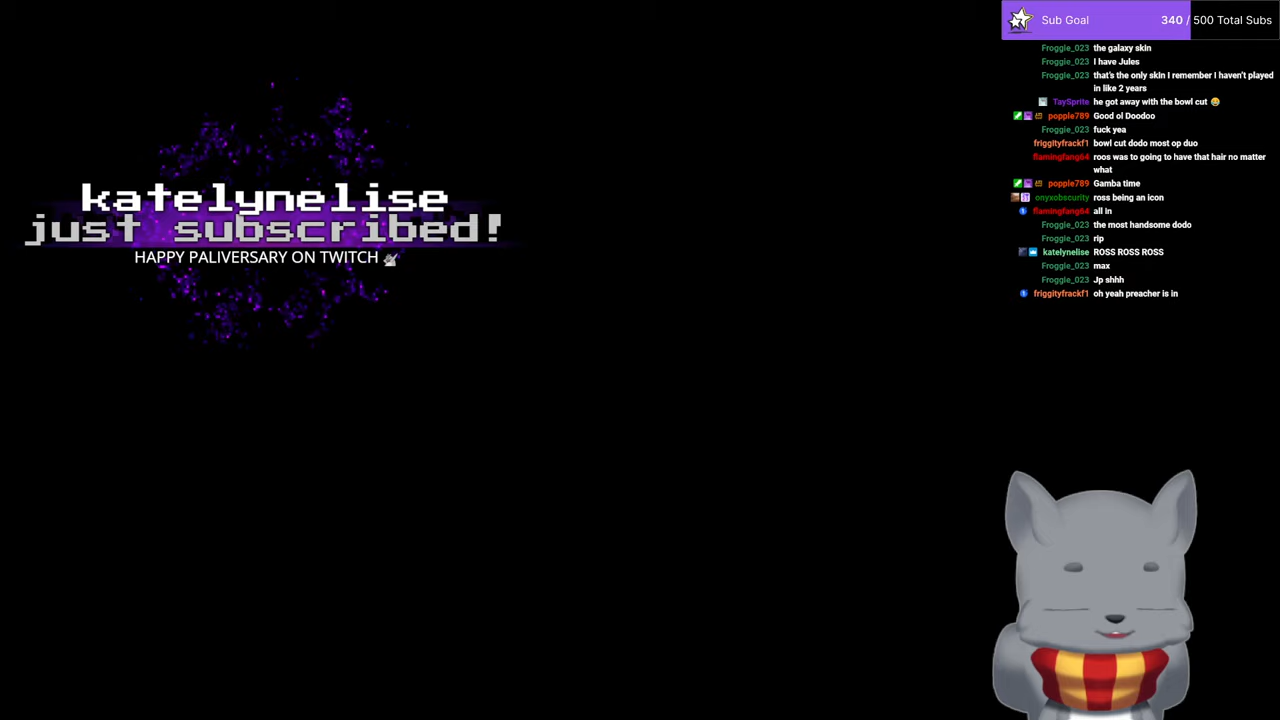 Sub Goal 340 / 500 Total Subs
Froggie_023 the galaxy skin
Froggie_023 I have Jules
Froggie_023 that's the only skin I remember I haven't played
in like 2 years
TaySprite he got away with the bowl cut 😂
popple789 Good ol Doodoo
Froggie_023 fuck yea
friggityfrackf1 bowl cut dodo most op duo
flamingfang64 roos was to going to have that hair no matter
what
popple789 Gamba time
onyxobscurity ross being an icon
flamingfang64 all in
Froggie_023 the most handsome dodo
Froggie_023 rip
katelynelise ROSS ROSS ROSS
Froggie_023 max
Froggie_023 Jp shhh
friggityfrackf1 oh yeah preacher is in
katelynelise
just subscribed!
HAPPY PALIVERSARY ON TWITCH